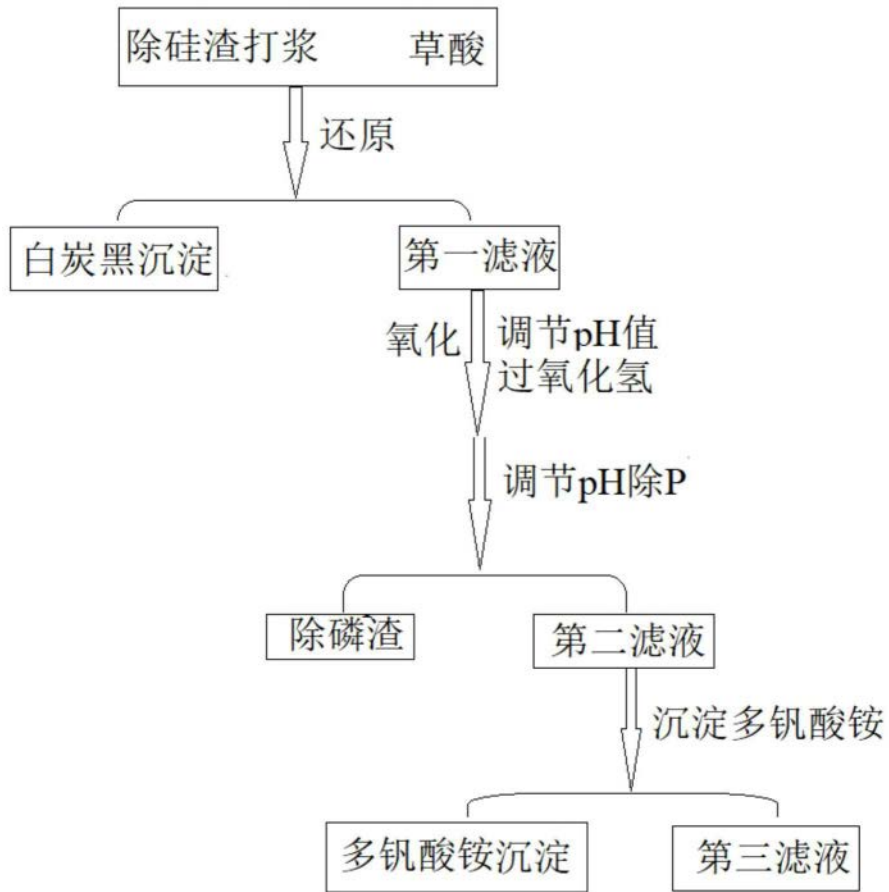 除硅渣打浆 草酸
还原
白炭黑沉淀
第一滤液
氧化
调节pH值
过氧化氢
调节pH除P
除磷渣
第二滤液
沉淀多钒酸铵
多钒酸铵沉淀
第三滤液